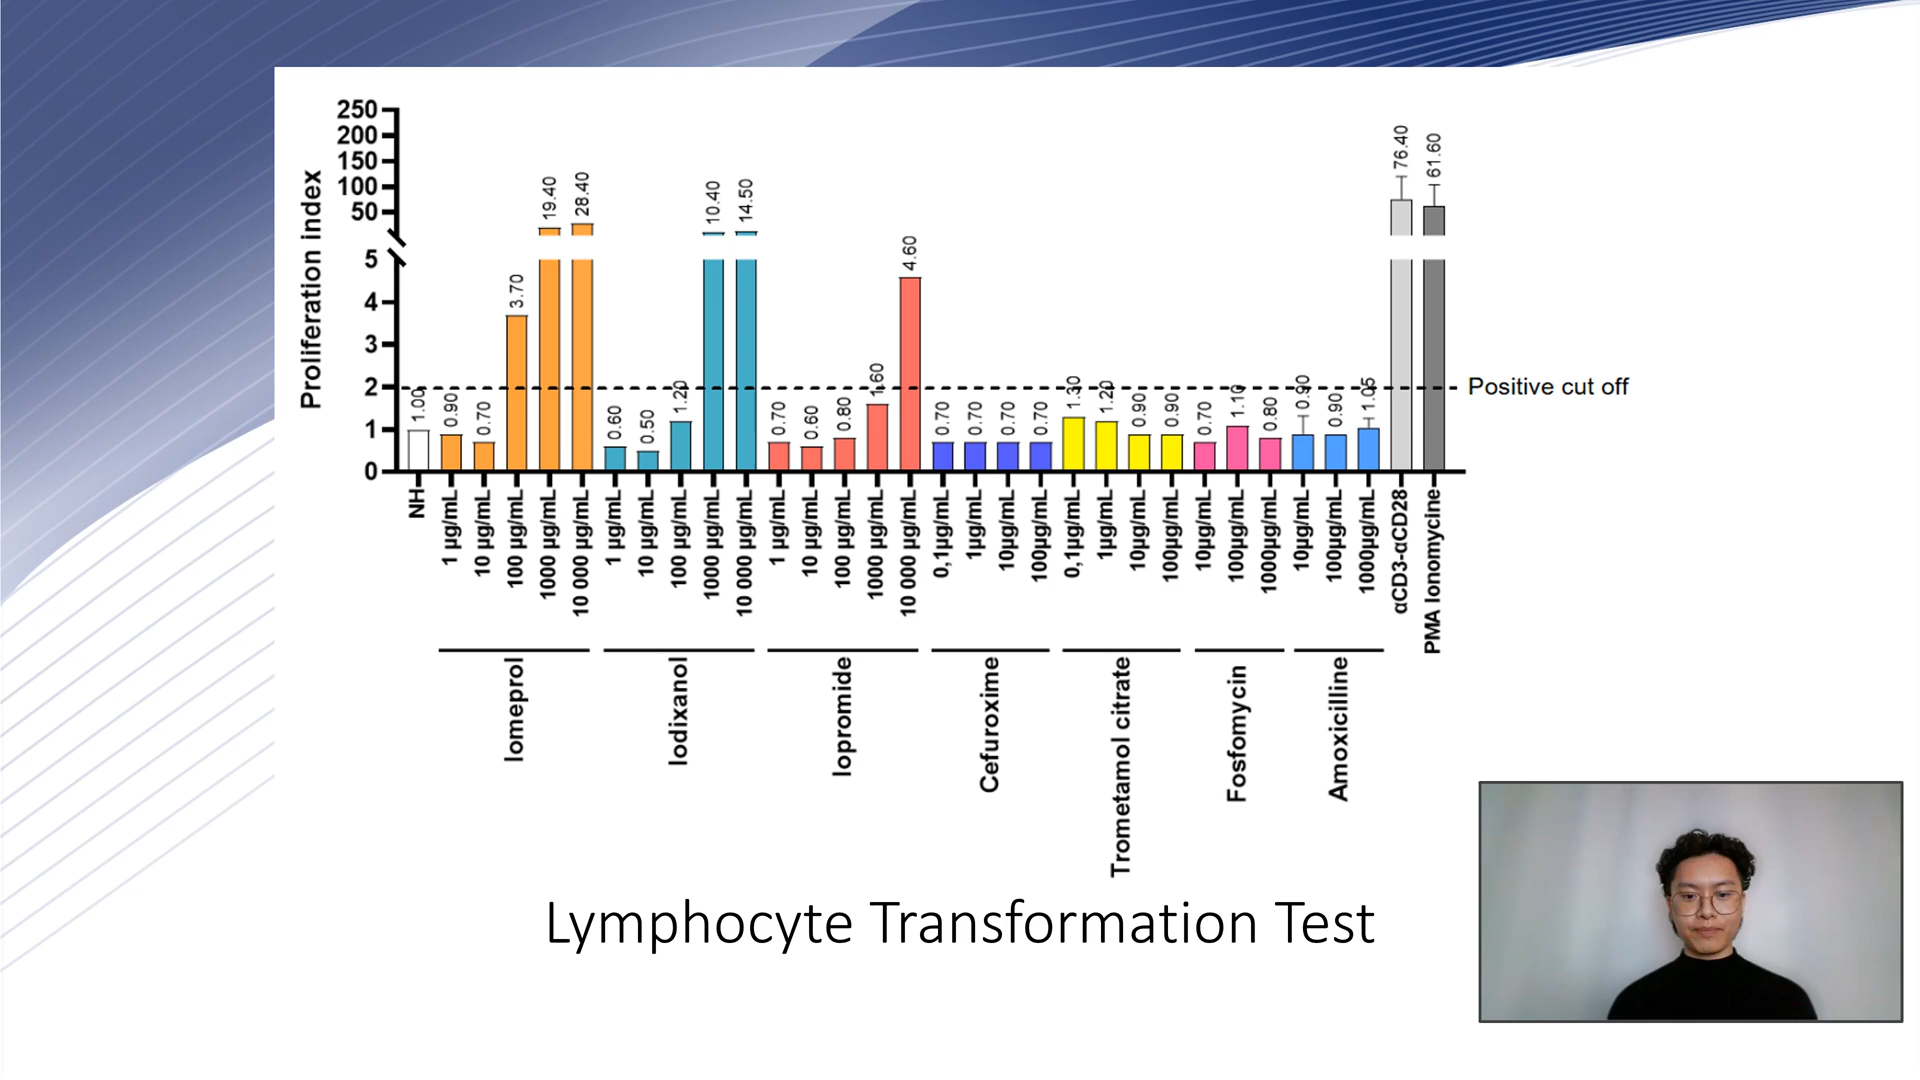 Proliferation index
250
200
150
100
50
5
4
3
2
1
0
1.00
0.90
0.70
3.70
19.40
28.40
0.60
0.50
1.20
10.40
14.50
0.70
0.60
0.80
1.60
4.60
0.70
0.70
0.70
0.70
1.30
1.20
0.90
0.90
0.70
1.10
0.80
0.90
0.90
1.05
76.40
61.60
Positive cut off
NH
1 µg/mL
10 µg/mL
100 µg/mL
1000 µg/mL
10 000 µg/mL
1 µg/mL
10 µg/mL
100 µg/mL
1000 µg/mL
10 000 µg/mL
1 µg/mL
10 µg/mL
100 µg/mL
1000 µg/mL
10 000 µg/mL
0,1µg/mL
1µg/mL
10µg/mL
100µg/mL
0,1µg/mL
1µg/mL
10µg/mL
100µg/mL
10µg/mL
100µg/mL
1000µg/mL
10µg/mL
100µg/mL
1000µg/mL
αCD3-αCD28
PMA Ionomycine
Iomeprol
Iodixanol
Iopromide
Cefuroxime
Trometamol citrate
Fosfomycin
Amoxicilline
Lymphocyte Transformation Test